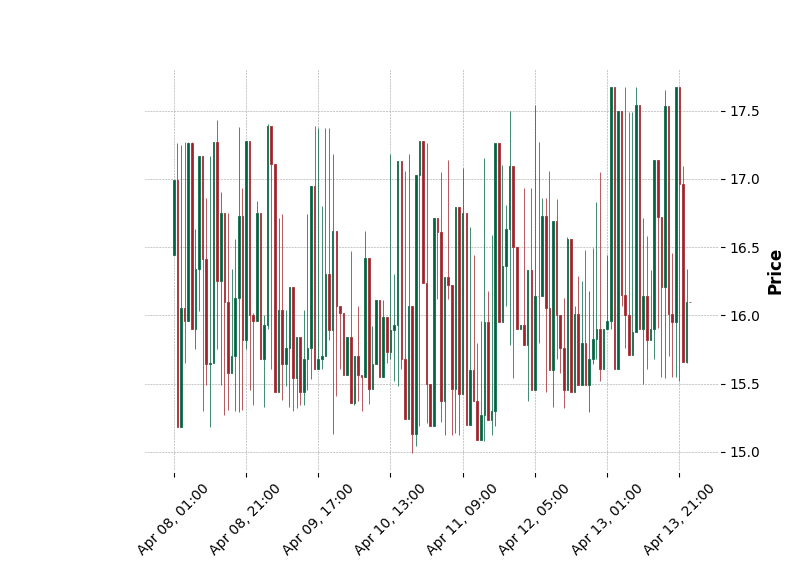 17.5
17.0
16.5
16.0
15.5
15.0
Price
Apr 08, 01:00
Apr 08, 21:00
Apr 09, 17:00
Apr 10, 13:00
Apr 11, 09:00
Apr 12, 05:00
Apr 13, 01:00
Apr 13, 21:00